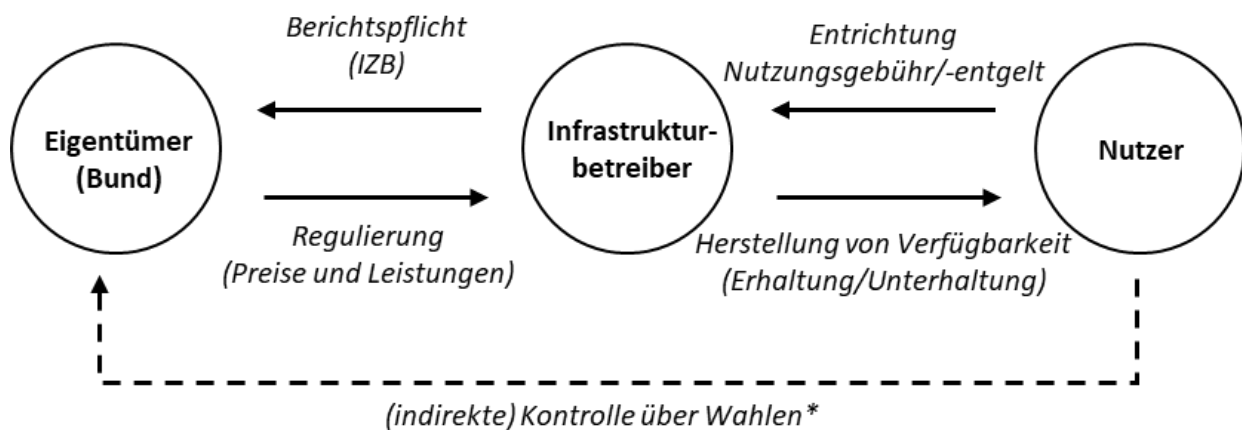 Berichtspflicht
(IZB)
Entrichtung
Nutzungsgebühr/-entgelt
Eigentümer
(Bund)
Infrastruktur-
betreiber
Nutzer
Regulierung
(Preise und Leistungen)
Herstellung von Verfügbarkeit
(Erhaltung/Unterhaltung)
(indirekte) Kontrolle über Wahlen*